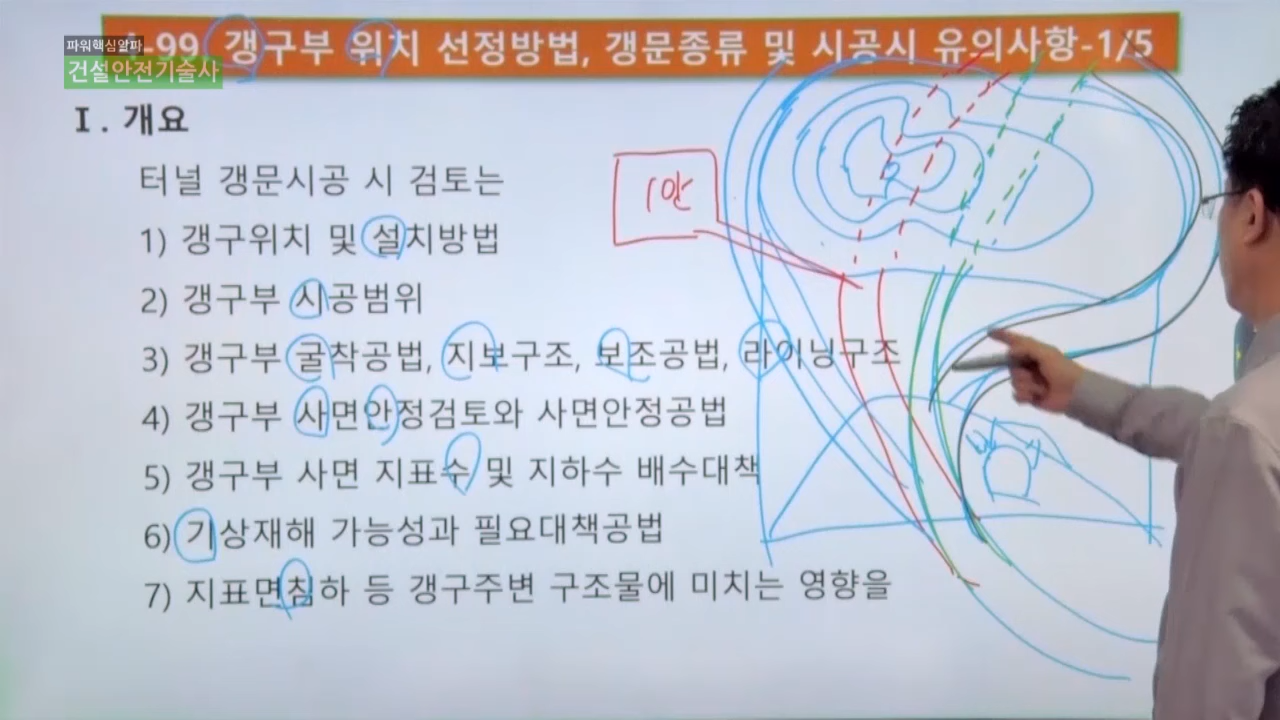 파워핵심알파
건설안전기술사
-99 갱구부 위치 선정방법, 갱문종류 및 시공시 유의사항-1/5
I. 개요
터널 갱문시공 시 검토는
1) 갱구위치 및 설치방법
2) 갱구부 시공범위
3) 갱구부 굴착공법, 지보구조, 보조공법, 라이닝구조
4) 갱구부 사면안정검토와 사면안정공법
5) 갱구부 사면 지표수 및 지하수 배수대책
6) 기상재해 가능성과 필요대책공법
7) 지표면침하 등 갱구주변 구조물에 미치는 영향을
1안